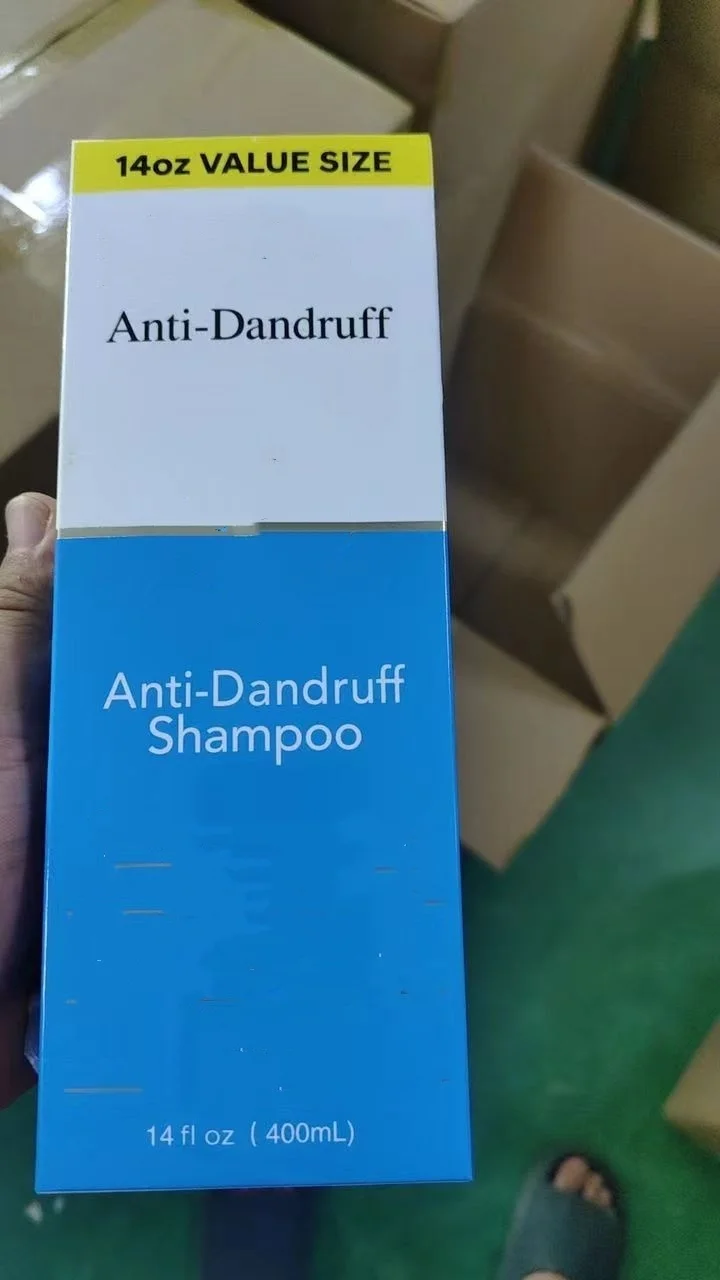 14oz VALUE SIZE
Anti-Dandruff
Anti-Dandruff
Shampoo
14 fl oz ( 400mL)